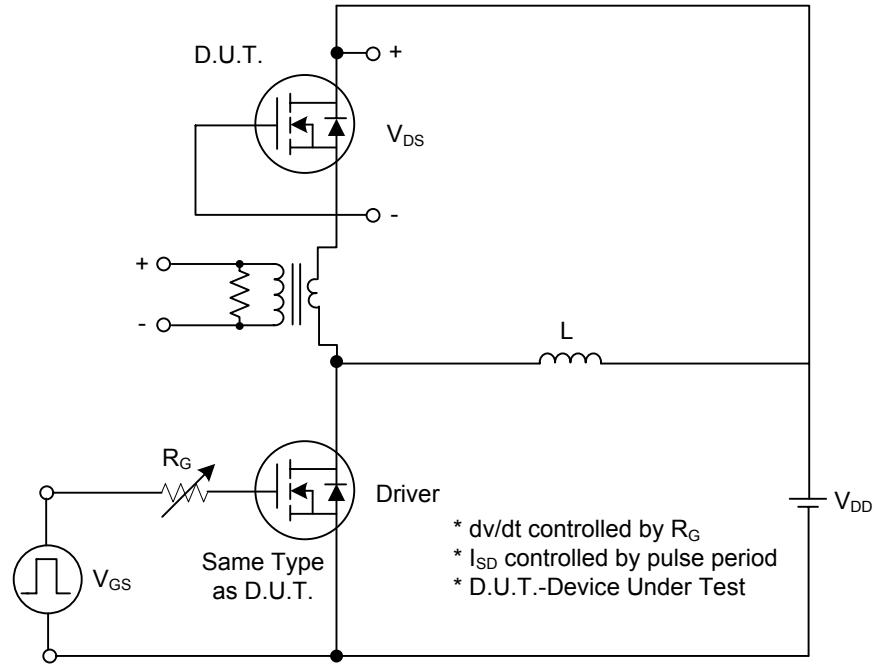 D.U.T.
+
V_DS
-
+
-
L
R_G
Driver
V_DD
V_GS
Same Type
as D.U.T.
* dv/dt controlled by R_G
* I_SD controlled by pulse period
* D.U.T.-Device Under Test